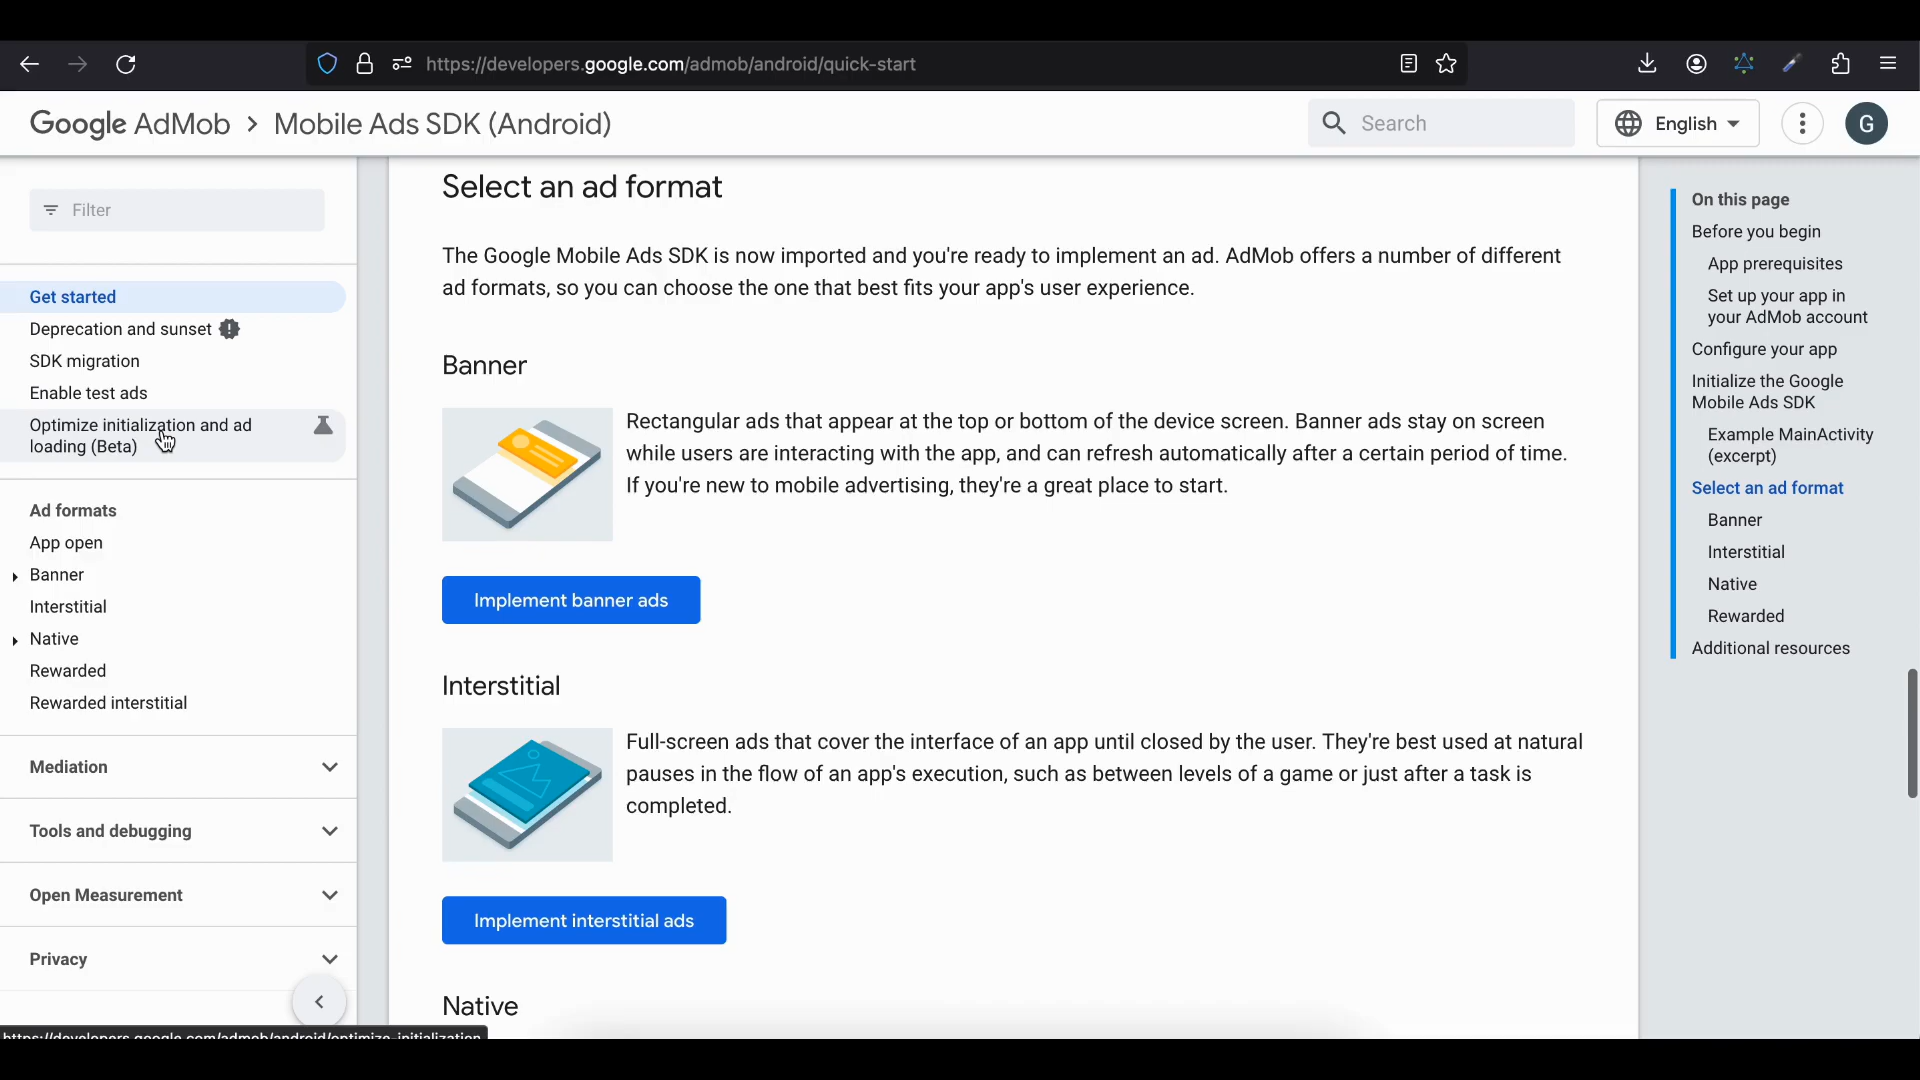 https://developers.google.com/admob/android/quick-start
Google AdMob > Mobile Ads SDK (Android)
Search
English
G
Filter
Get started
Deprecation and sunset
SDK migration
Enable test ads
Optimize initialization and ad
loading (Beta)
Ad formats
App open
Banner
Interstitial
Native
Rewarded
Rewarded interstitial
Mediation
Tools and debugging
Open Measurement
Privacy
https://developers.google.com/admob/android/optimize-initialization
Select an ad format
The Google Mobile Ads SDK is now imported and you're ready to implement an ad. AdMob offers a number of different
ad formats, so you can choose the one that best fits your app's user experience.
Banner
Rectangular ads that appear at the top or bottom of the device screen. Banner ads stay on screen
while users are interacting with the app, and can refresh automatically after a certain period of time.
If you're new to mobile advertising, they're a great place to start.
Implement banner ads
Interstitial
Full-screen ads that cover the interface of an app until closed by the user. They're best used at natural
pauses in the flow of an app's execution, such as between levels of a game or just after a task is
completed.
Implement interstitial ads
Native
On this page
Before you begin
App prerequisites
Set up your app in
your AdMob account
Configure your app
Initialize the Google
Mobile Ads SDK
Example MainActivity
(excerpt)
Select an ad format
Banner
Interstitial
Native
Rewarded
Additional resources